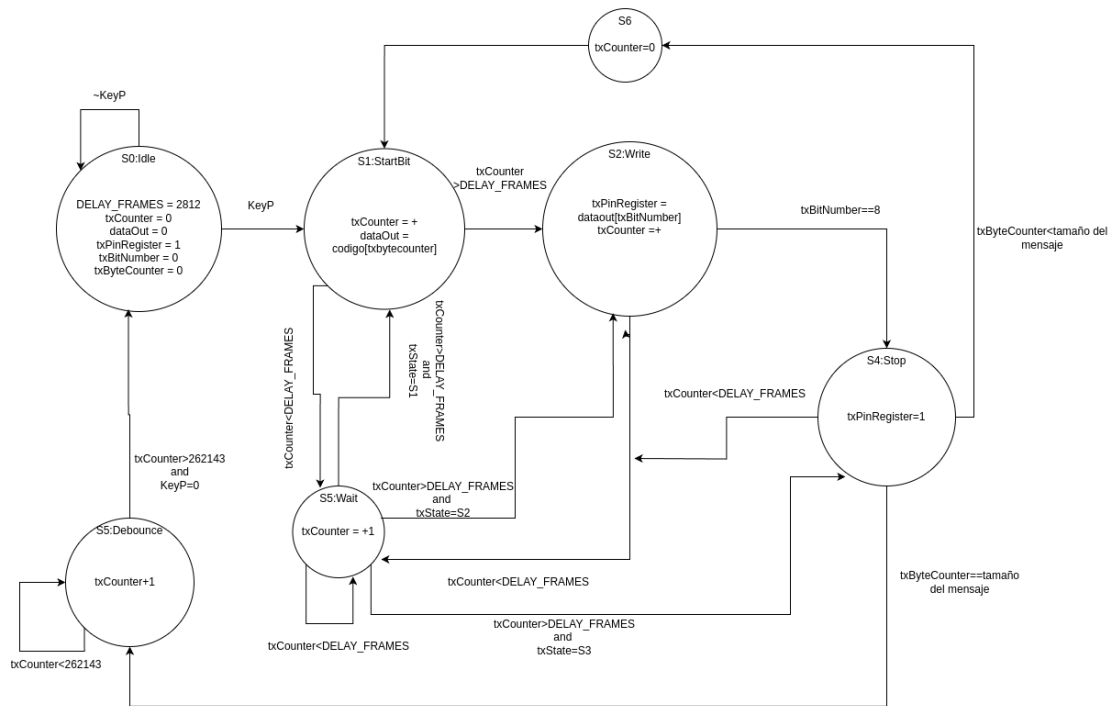 S6
txCounter=0
~KeyP
S0:Idle
DELAY_FRAMES = 2812
txCounter = 0
dataOut = 0
txPinRegister = 1
txBitNumber = 0
txByteCounter = 0
KeyP
S1:StartBit
txCounter = +
dataOut =
codigo[txbytecounter]
txCounter
>DELAY_FRAMES
S2:Write
txPinRegister =
dataout[txBitNumber]
txCounter =+
txBitNumber==8
txByteCounter<tamaño del
mensaje
txCounter<DELAY_FRAMES
txCounter>DELAY_FRAMES
and
txState=S1
S4:Stop
txPinRegister=1
txCounter<DELAY_FRAMES
txCounter>262143
and
KeyP=0
S5:Wait
txCounter = +1
txCounter>DELAY_FRAMES
and
txState=S2
S5:Debounce
txCounter+1
txCounter<DELAY_FRAMES
txByteCounter==tamaño
del mensaje
txCounter<DELAY_FRAMES
txCounter>DELAY_FRAMES
and
txState=S3
txCounter<262143